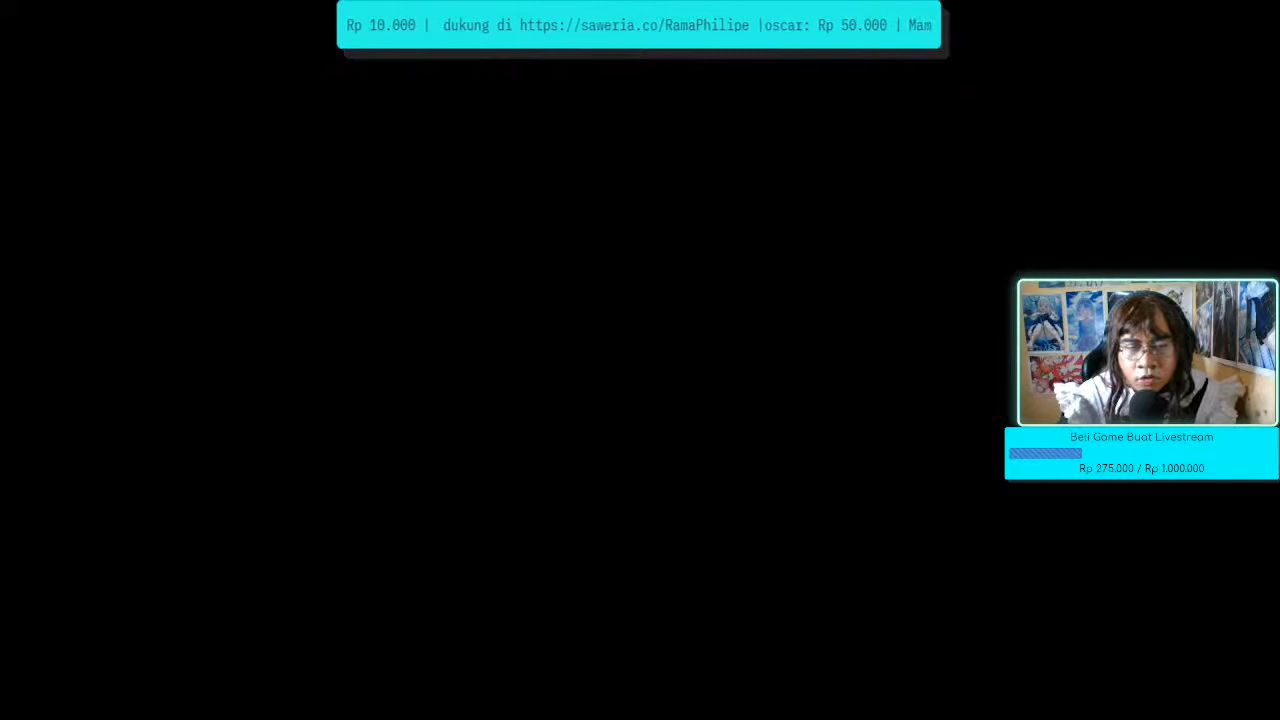 Rp 10.000 | dukung di https://saweria.co/RamaPhilipe |oscar: Rp 50.000 | Mam
Beli Game Buat Livestream
Rp 275.000 / Rp 1.000.000